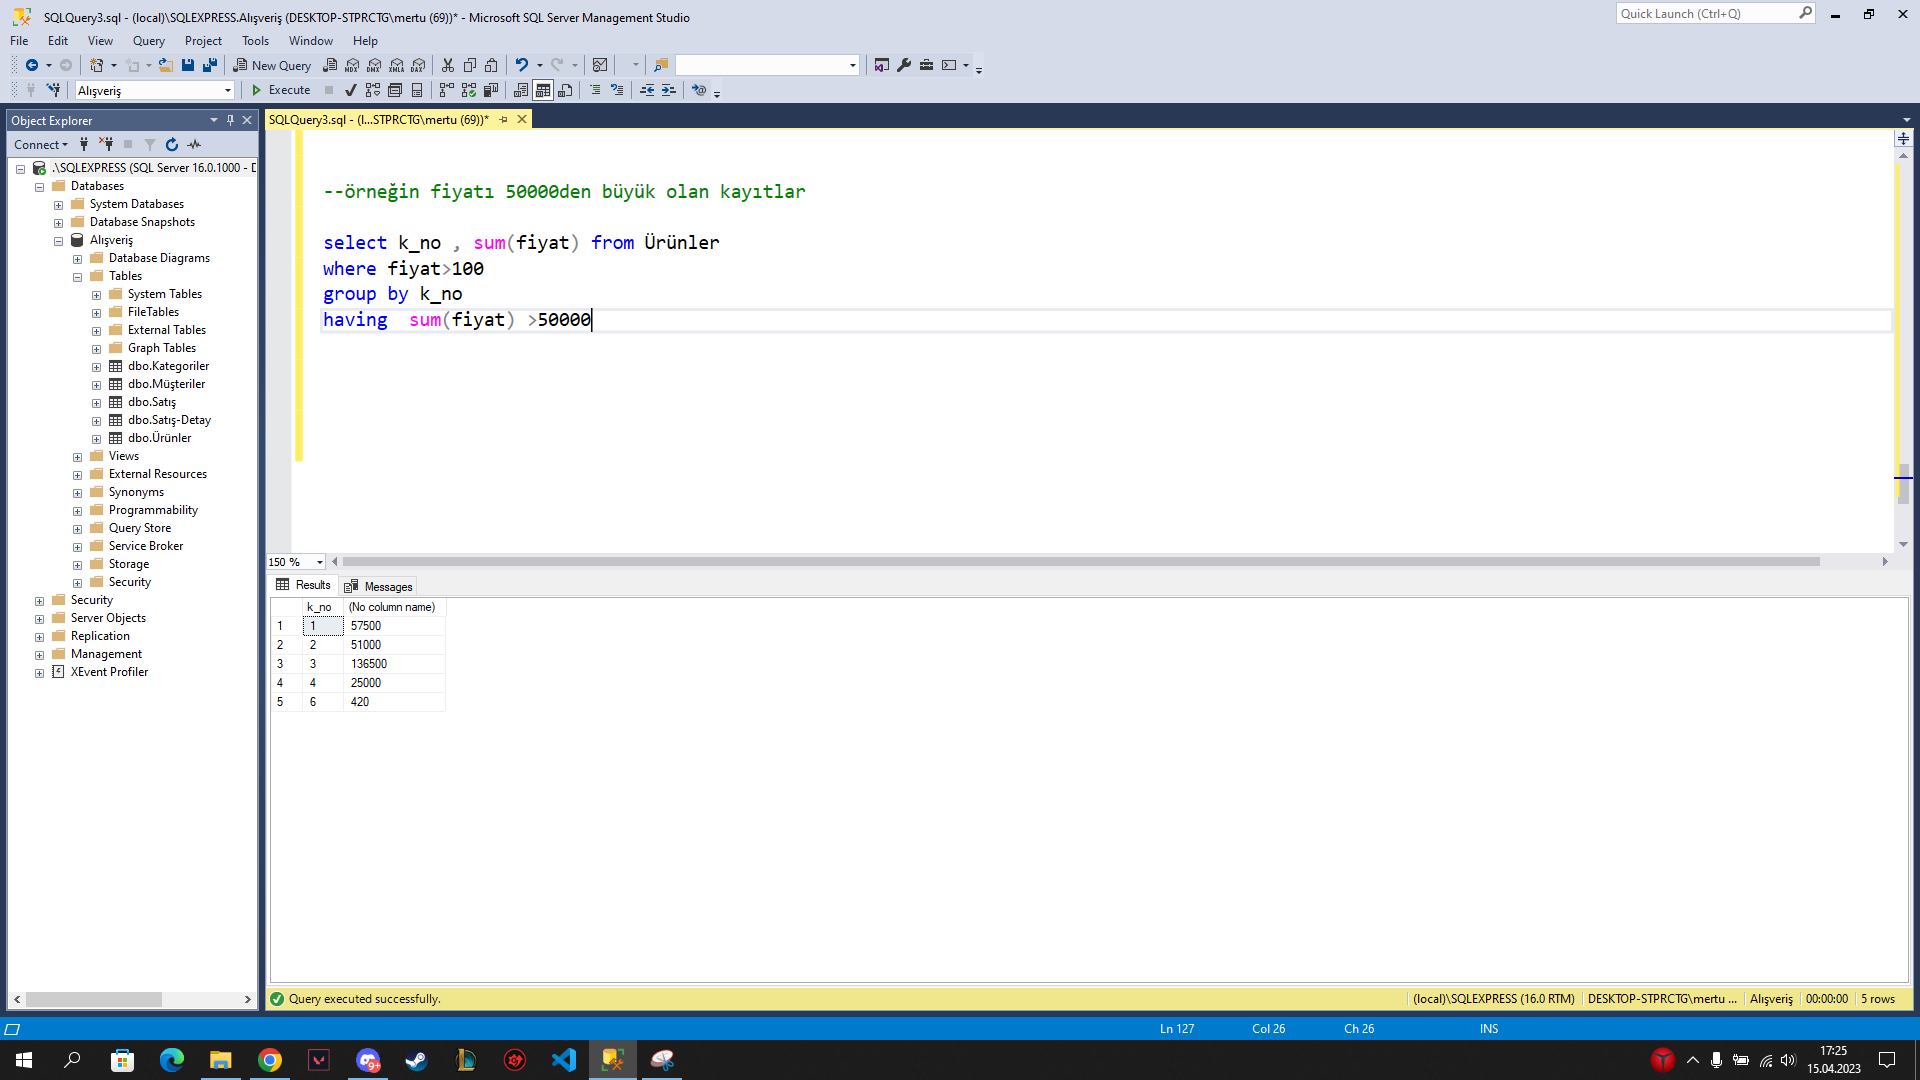 SQLQuery3.sql - (local)\SQLEXPRESS.Alışveriş (DESKTOP-STPRCTG\mertu (69))* - Microsoft SQL Server Management Studio
Quick Launch (Ctrl+Q)
File Edit View Query Project Tools Window Help
New Query
MDX DMX XMLA DAX
Alışveriş
Execute
Object Explorer
SQLQuery3.sql - (l...STPRCTG\mertu (69))*
Connect
.\SQLEXPRESS (SQL Server 16.0.1000 - D
Databases
System Databases
Database Snapshots
Alışveriş
Database Diagrams
Tables
System Tables
FileTables
External Tables
Graph Tables
dbo.Kategoriler
dbo.Müşteriler
dbo.Satış
dbo.Satış-Detay
dbo.Ürünler
Views
External Resources
Synonyms
Programmability
Query Store
Service Broker
Storage
Security
Security
Server Objects
Replication
Management
XEvent Profiler
--örneğin fiyatı 50000den büyük olan kayıtlar
select k_no , sum(fiyat) from Ürünler
where fiyat>100
group by k_no
having  sum(fiyat) >50000
150 %
Results Messages
k_no (No column name)
1 1 57500
2 2 51000
3 3 136500
4 4 25000
5 6 420
Query executed successfully.
(local)\SQLEXPRESS (16.0 RTM) DESKTOP-STPRCTG\mertu ... Alışveriş 00:00:00 5 rows
Ln 127 Col 26 Ch 26 INS
9+
17:25
15.04.2023